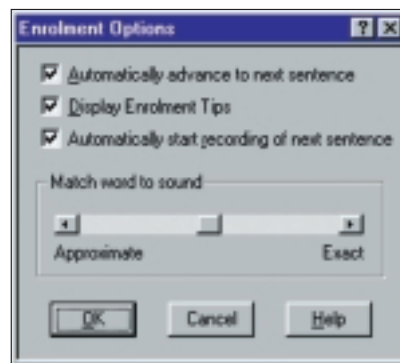 Enrolment Options
Automatically advance to next sentence
Display Enrolment Tips
Automatically start recording of next sentence
Match word to sound
Approximate Exact
OK Cancel Help